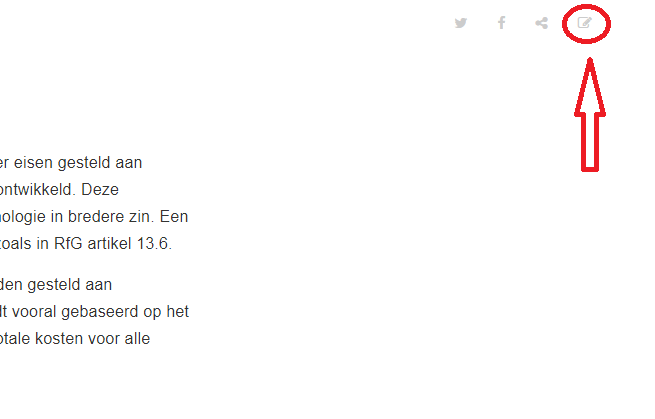 er eisen gesteld aan
ontwikkeld. Deze
nologie in bredere zin. Een
zoals in RfG artikel 13.6.
den gesteld aan
dt vooral gebaseerd op het
otale kosten voor alle